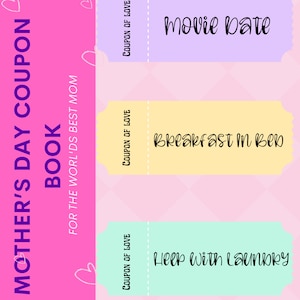 MOTHER'S DAY COUPON
BOOK
FOR THE WORLD'S BEST MOM
COUPON OF LOVE
Movie Date
COUPON OF LOVE
Breakfast In Bed
COUPON OF LOVE
Help with Laundry